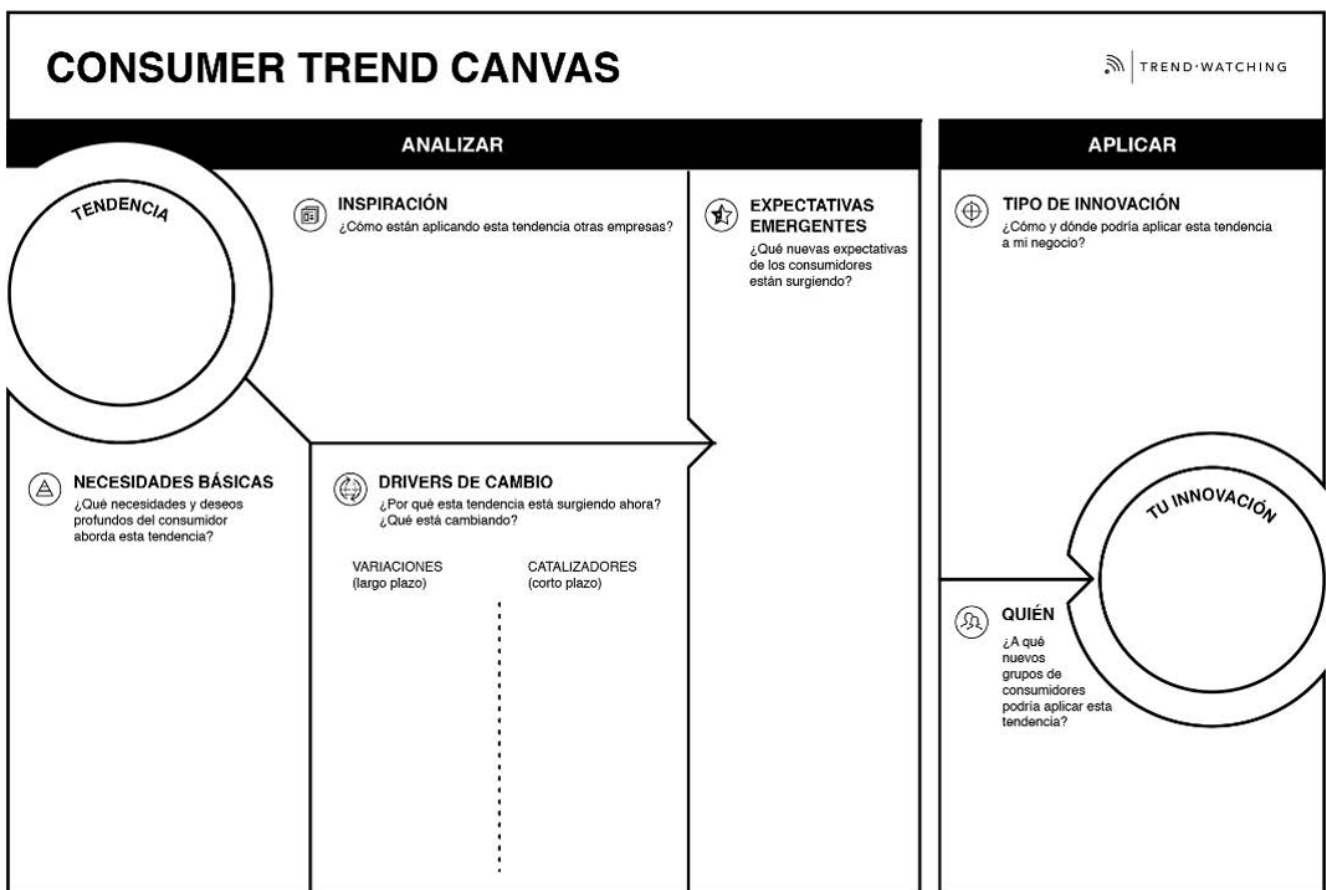 CONSUMER TREND CANVAS
TREND·WATCHING
ANALIZAR
APLICAR
TENDENCIA
INSPIRACIÓN
¿Cómo están aplicando esta tendencia otras empresas?
EXPECTATIVAS
EMERGENTES
¿Qué nuevas expectativas
de los consumidores
están surgiendo?
TIPO DE INNOVACIÓN
¿Cómo y dónde podría aplicar esta tendencia
a mi negocio?
NECESIDADES BÁSICAS
¿Qué necesidades y deseos
profundos del consumidor
aborda esta tendencia?
DRIVERS DE CAMBIO
¿Por qué esta tendencia está surgiendo ahora?
¿Qué está cambiando?
VARIACIONES
(largo plazo)
CATALIZADORES
(corto plazo)
TU INNOVACIÓN
QUIÉN
¿A qué
nuevos
grupos de
consumidores
podría aplicar esta
tendencia?